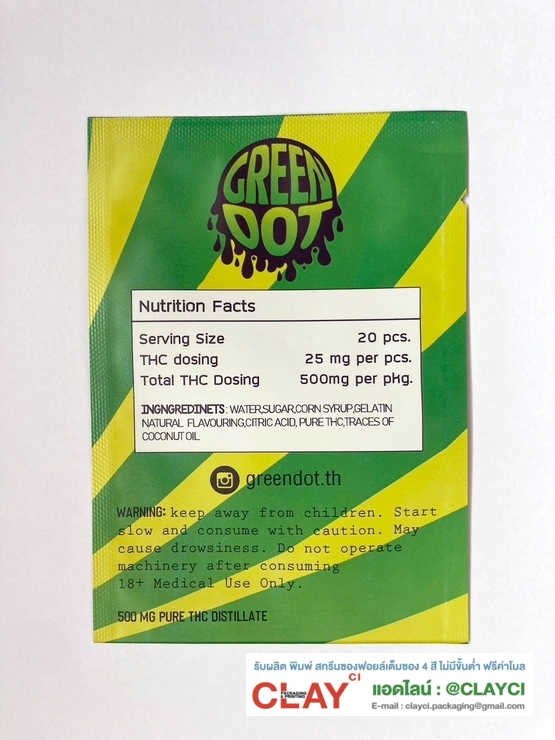 GREEN
DOT
Nutrition Facts
Serving Size 20 pcs.
THC dosing 25 mg per pcs.
Total THC Dosing 500mg per pkg.
INGNGREDINETS: WATER,SUGAR,CORN SYRUP,GELATIN
NATURAL FLAVOURING,CITRIC ACID, PURE THC,TRACES OF
COCONUT OIL
greendot.th
WARNING: keep away from children. Start
slow and consume with caution. May
cause drowsiness. Do not operate
machinery after consuming
18+ Medical Use Only.
500 MG PURE THC DISTILLATE
รับผลิต พิมพ์ สกรีนซองฟอยล์เต็มซอง 4 สี ไม่มีขั้นต่ำ ฟรีค่าโมล
CLAY CI
PACKAGING & PRINTING
แอดไลน์ : @CLAYCI
E-mail : clayci.packaging@gmail.com